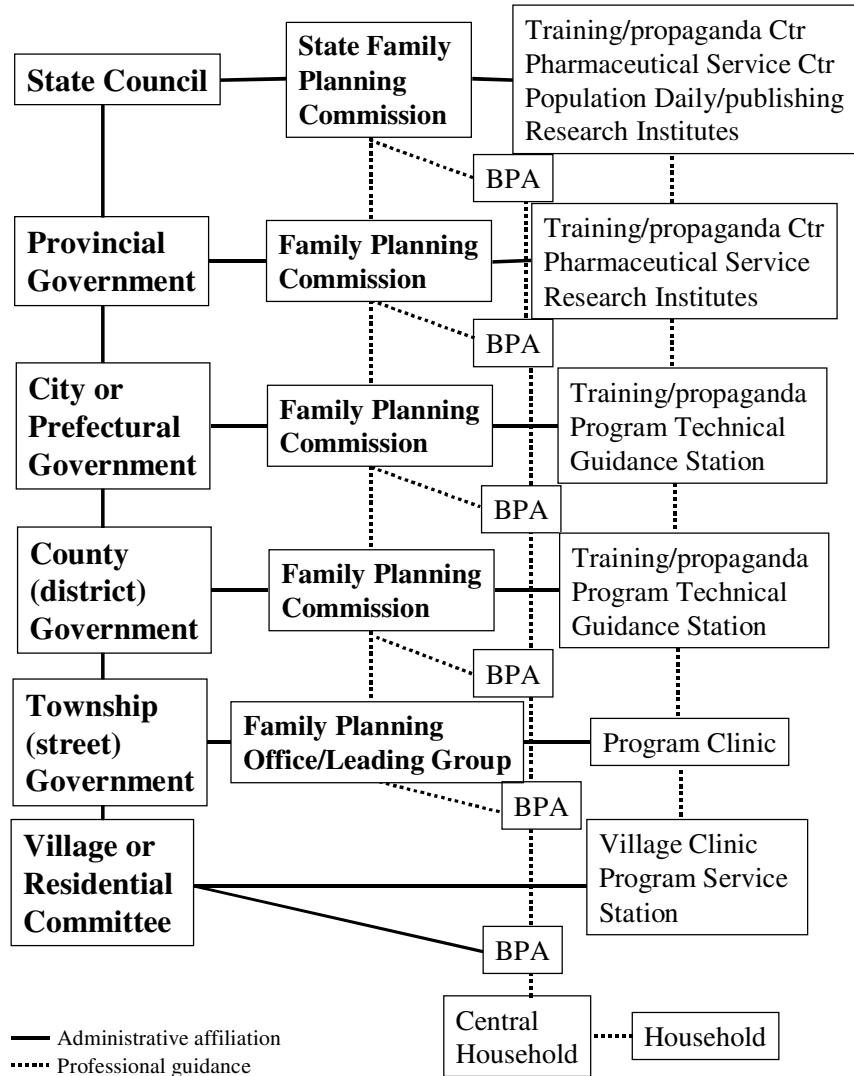 State Council
State Family
Planning
Commission
Training/propaganda Ctr
Pharmaceutical Service Ctr
Population Daily/publishing
Research Institutes
BPA
Provincial
Government
Family Planning
Commission
Training/propaganda Ctr
Pharmaceutical Service
Research Institutes
BPA
City or
Prefectural
Government
Family Planning
Commission
Training/propaganda
Program Technical
Guidance Station
BPA
County
(district)
Government
Family Planning
Commission
Training/propaganda
Program Technical
Guidance Station
BPA
Township
(street)
Government
Family Planning
Office/Leading Group
Program Clinic
BPA
Village or
Residential
Committee
Village Clinic
Program Service
Station
BPA
Central
Household
Household
Administrative affiliation
Professional guidance